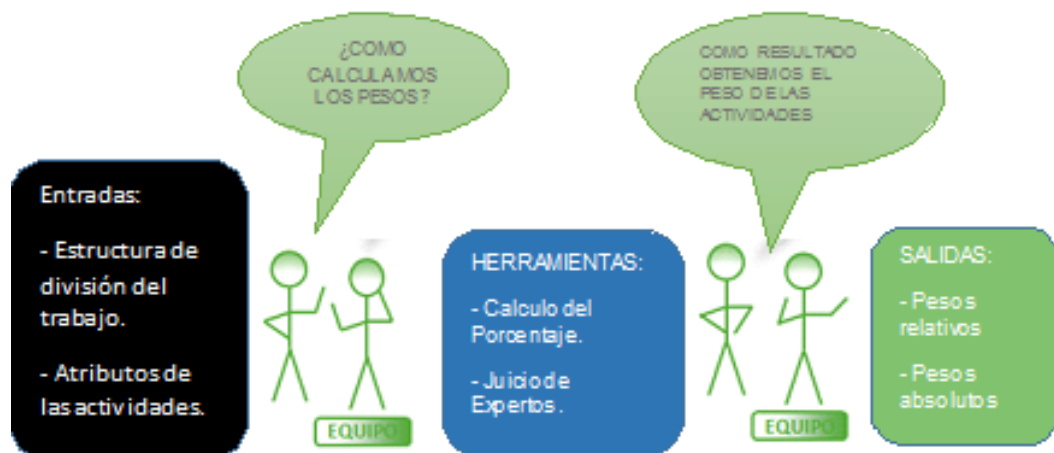 ¿COMO
CALCULAMOS
LOS PESOS?
COMO RESULTADO
OBTENEMOS EL
PESO DE LAS
ACTIVIDADES
Entradas:
- Estructura de
división del
trabajo.
- Atributos de
las actividades.
EQUIPO
HERRAMIENTAS:
- Calculo del
Porcentaje.
- Juicio de
Expertos.
EQUIPO
SALIDAS:
- Pesos
relativos
- Pesos
absolutos